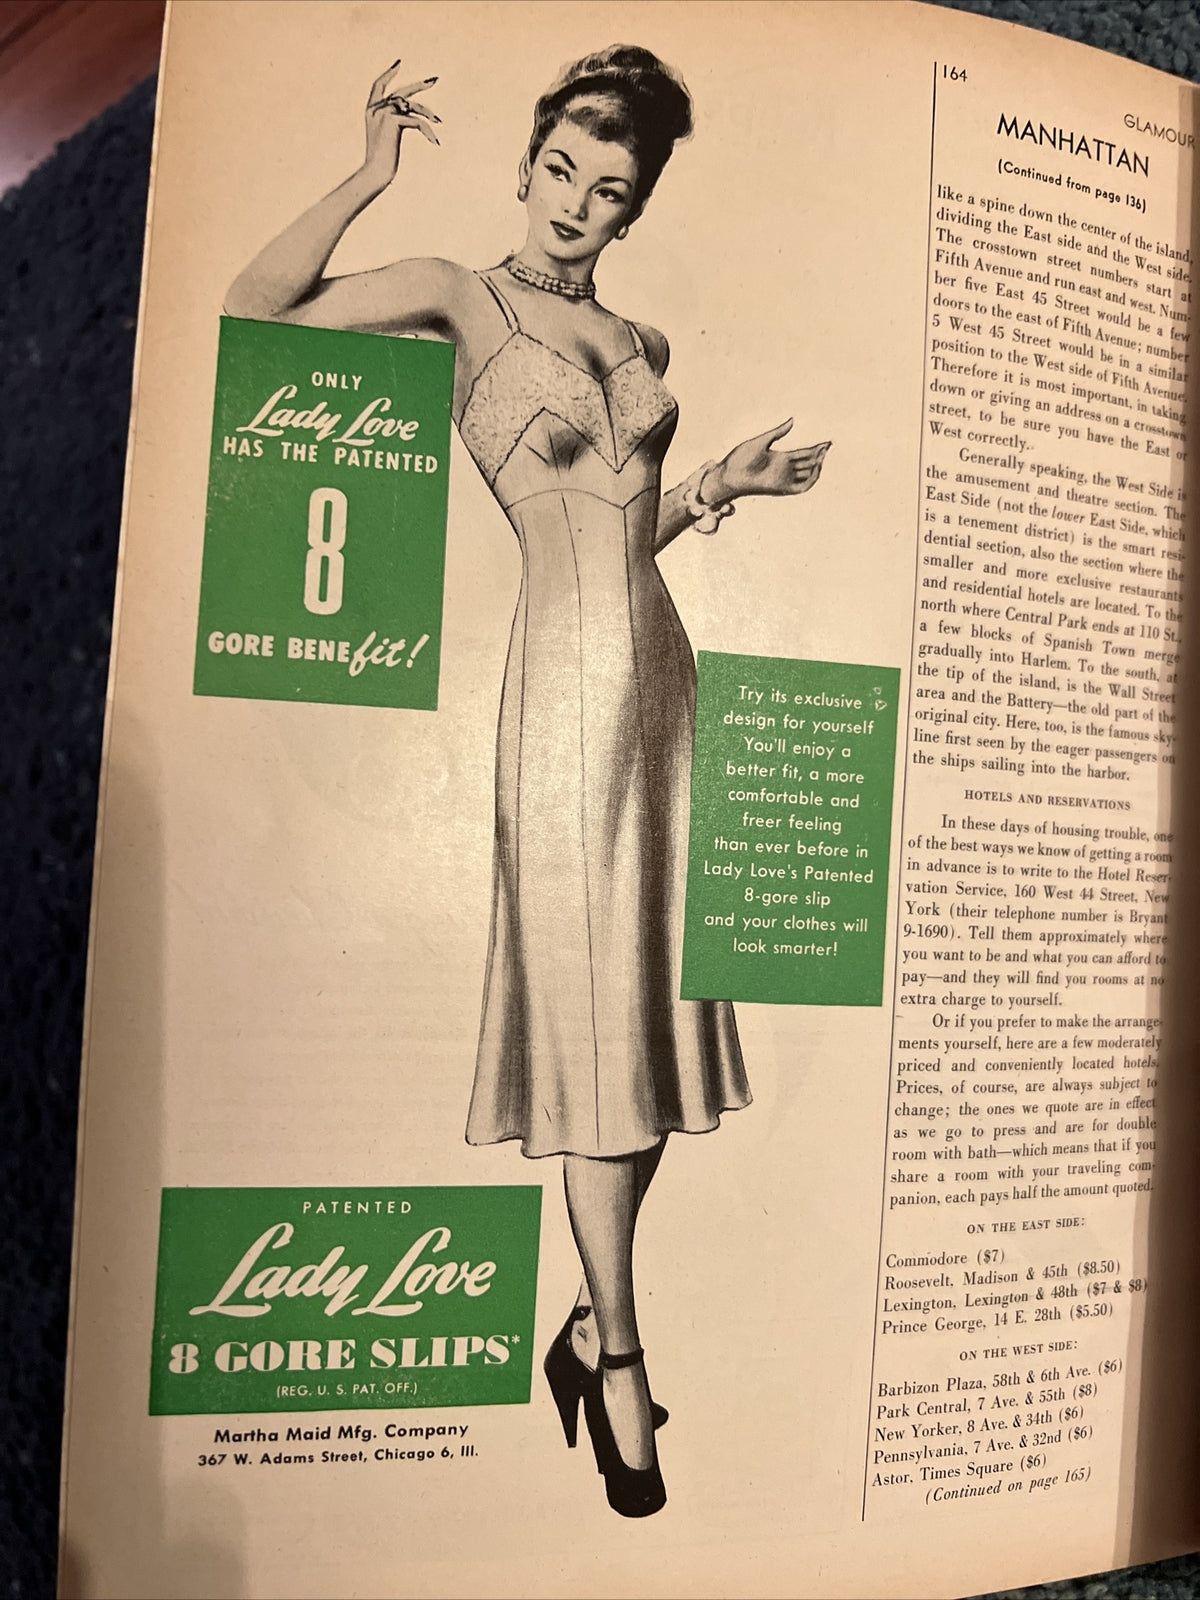 ONLY
Lady Love
HAS THE PATENTED
8
GORE BENEfit!
Try its exclusive
design for yourself
You'll enjoy a
better fit, a more
comfortable and
freer feeling
than ever before in
Lady Love's Patented
8-gore slip
and your clothes will
look smarter!
PATENTED
Lady Love
8 GORE SLIPS*
(REG. U. S. PAT. OFF.)
Martha Maid Mfg. Company
367 W. Adams Street, Chicago 6, Ill.
164
GLAMOUR
MANHATTAN
(Continued from page 136)
like a spine down the center of the island,
dividing the East side and the West side.
The crosstown street numbers start at
Fifth Avenue and run east and west. Num-
ber five East 45 Street would be a few
doors to the east of Fifth Avenue; number
5 West 45 Street would be in a similar
position to the West side of Fifth Avenue.
Therefore it is most important, in taking
down or giving an address on a crosstown
street, to be sure you have the East or
West correctly.
Generally speaking, the West Side is
the amusement and theatre section. The
East Side (not the lower East Side, which
is a tenement district) is the smart resi-
dential section, also the section where the
smaller and more exclusive restaurants
and residential hotels are located. To the
north where Central Park ends at 110 St.,
a few blocks of Spanish Town merge
gradually into Harlem. To the south, at
the tip of the island, is the Wall Street
area and the Battery—the old part of the
original city. Here, too, is the famous sky-
line first seen by the eager passengers on
the ships sailing into the harbor.
HOTELS AND RESERVATIONS
In these days of housing trouble, one
of the best ways we know of getting a room
in advance is to write to the Hotel Reser-
vation Service, 160 West 44 Street, New
York (their telephone number is Bryant
9-1690). Tell them approximately where
you want to be and what you can afford to
pay—and they will find you rooms at no
extra charge to yourself.
Or if you prefer to make the arrange-
ments yourself, here are a few moderately
priced and conveniently located hotels.
Prices, of course, are always subject to
change; the ones we quote are in effect
as we go to press and are for double
room with bath—which means that if you
share a room with your traveling com-
panion, each pays half the amount quoted.
ON THE EAST SIDE:
Commodore ($7)
Roosevelt, Madison & 45th ($8.50)
Lexington, Lexington & 48th ($7 & $8)
Prince George, 14 E. 28th ($5.50)
ON THE WEST SIDE:
Barbizon Plaza, 58th & 6th Ave. ($6)
Park Central, 7 Ave. & 55th ($8)
New Yorker, 8 Ave. & 34th ($6)
Pennsylvania, 7 Ave. & 32nd ($6)
Astor, Times Square ($6)
(Continued on page 165)